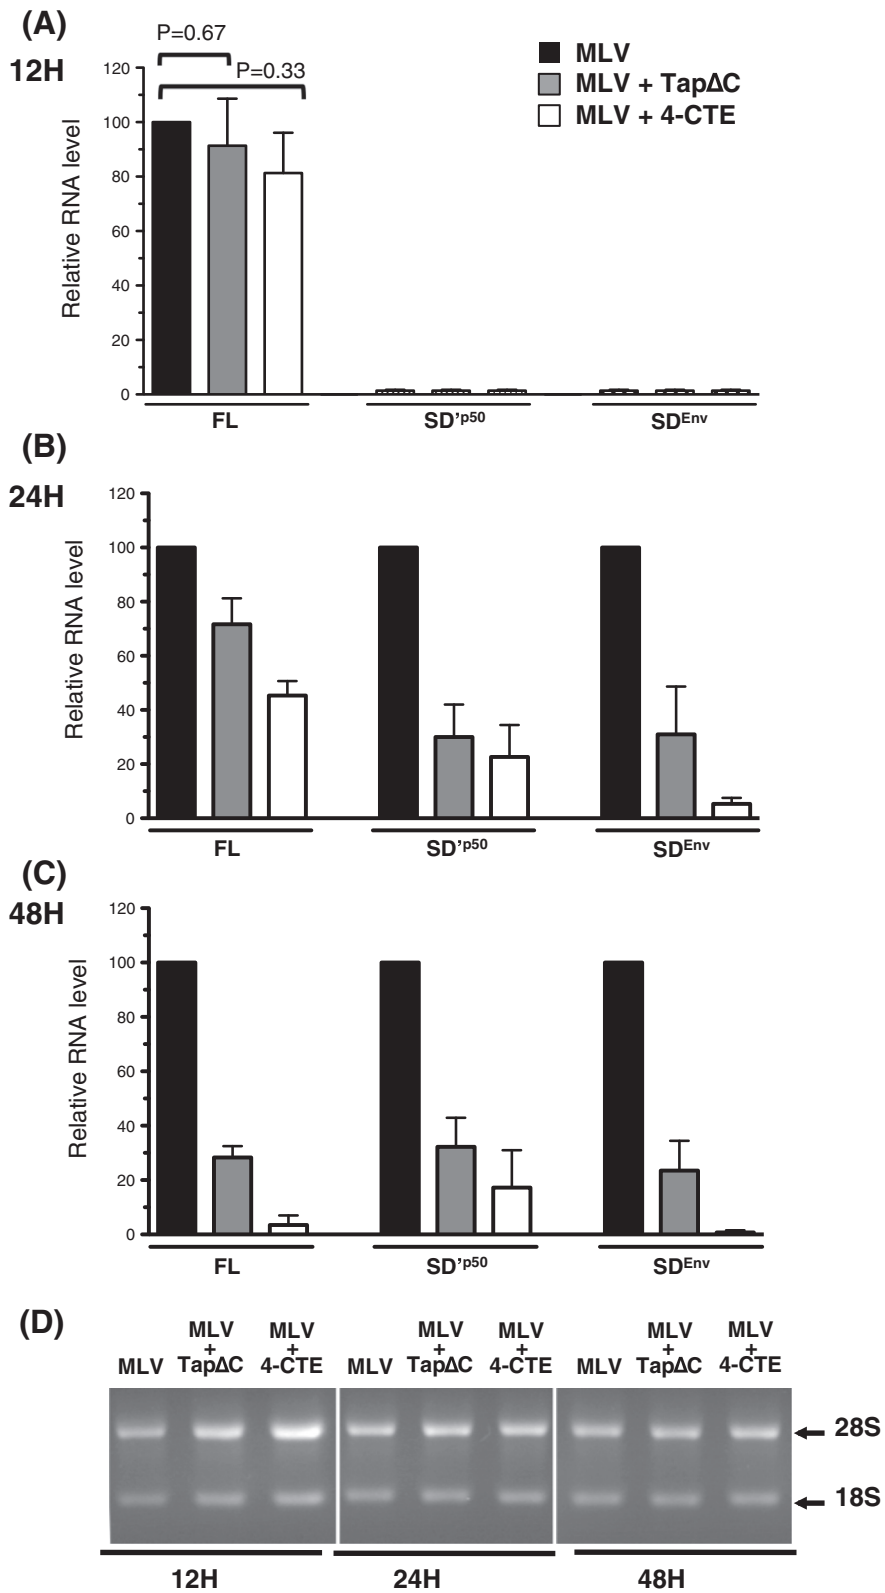 (A)
12H
P=0.67
P=0.33
MLV
MLV + TapΔC
MLV + 4-CTE
Relative RNA level
120
100
80
60
40
20
0
FL
SD'p50
SDEnv
(B)
24H
Relative RNA level
120
100
80
60
40
20
0
FL
SD'p50
SDEnv
(C)
48H
Relative RNA level
120
100
80
60
40
20
0
FL
SD'p50
SDEnv
(D)
MLV
MLV
+
TapΔC
MLV
+
4-CTE
MLV
MLV
+
TapΔC
MLV
+
4-CTE
MLV
MLV
+
TapΔC
MLV
+
4-CTE
28S
18S
12H
24H
48H